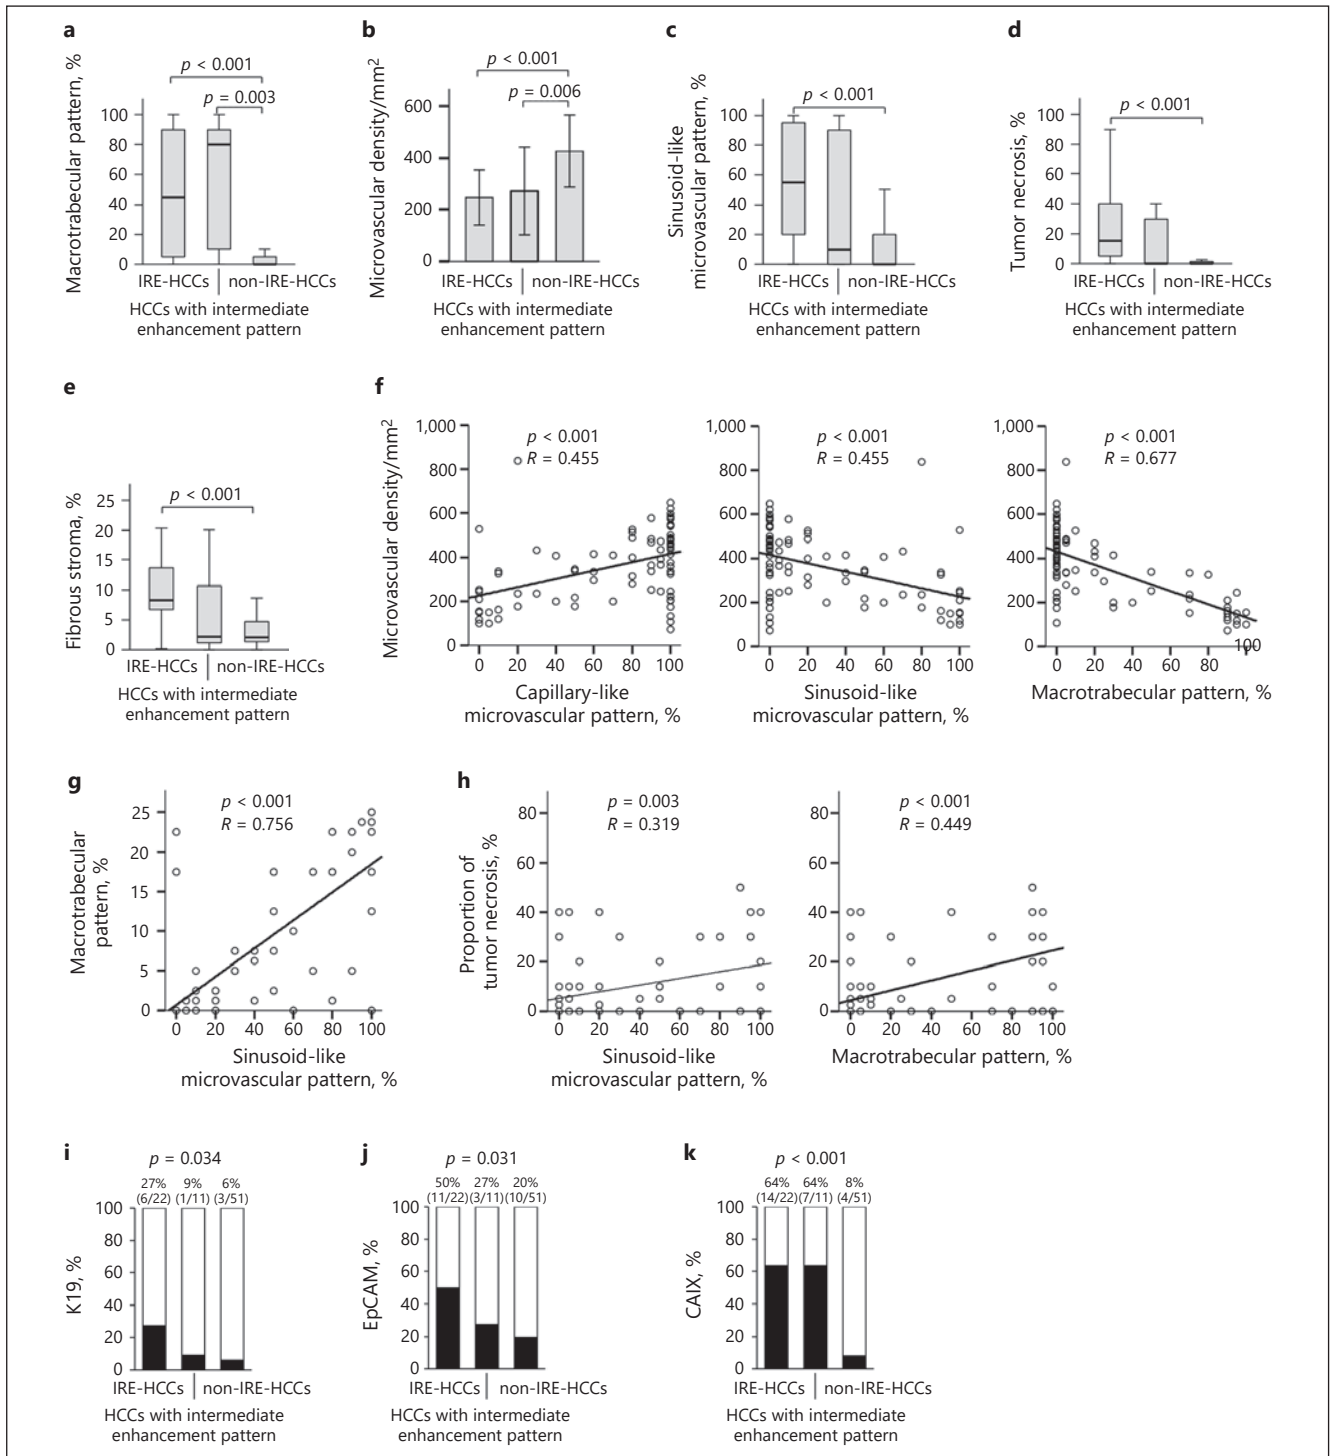 a
Macrotrabecular pattern, %
p < 0.001
p = 0.003
100
80
60
40
20
0
IRE-HCCs
non-IRE-HCCs
HCCs with intermediate
enhancement pattern
b
Microvascular density/mm²
p < 0.001
p = 0.006
600
400
200
0
IRE-HCCs
non-IRE-HCCs
HCCs with intermediate
enhancement pattern
c
Sinusoid-like
microvascular pattern, %
p < 0.001
100
80
60
40
20
0
IRE-HCCs
non-IRE-HCCs
HCCs with intermediate
enhancement pattern
d
Tumor necrosis, %
p < 0.001
100
80
60
40
20
0
IRE-HCCs
non-IRE-HCCs
HCCs with intermediate
enhancement pattern
e
Fibrous stroma, %
p < 0.001
25
20
15
10
5
0
IRE-HCCs
non-IRE-HCCs
HCCs with intermediate
enhancement pattern
f
Microvascular density/mm²
1,000
800
600
400
200
0
p < 0.001
R = 0.455
0 20 40 60 80 100
Capillary-like
microvascular pattern, %
1,000
800
600
400
200
0
p < 0.001
R = 0.455
0 20 40 60 80 100
Sinusoid-like
microvascular pattern, %
1,000
800
600
400
200
0
p < 0.001
R = 0.677
0 20 40 60 80 100
Macrotrabecular pattern, %
g
Macrotrabecular
pattern, %
25
20
15
10
5
0
p < 0.001
R = 0.756
0 20 40 60 80 100
Sinusoid-like
microvascular pattern, %
h
Proportion of
tumor necrosis, %
80
60
40
20
0
p = 0.003
R = 0.319
0 20 40 60 80 100
Sinusoid-like
microvascular pattern, %
80
60
40
20
0
p < 0.001
R = 0.449
0 20 40 60 80 100
Macrotrabecular pattern, %
i
K19, %
p = 0.034
27% 9% 6%
(6/22) (1/11) (3/51)
100
80
60
40
20
0
IRE-HCCs
non-IRE-HCCs
HCCs with intermediate
enhancement pattern
j
EpCAM, %
p = 0.031
50% 27% 20%
(11/22) (3/11) (10/51)
100
80
60
40
20
0
IRE-HCCs
non-IRE-HCCs
HCCs with intermediate
enhancement pattern
k
CAIX, %
p < 0.001
64% 64% 8%
(14/22) (7/11) (4/51)
100
80
60
40
20
0
IRE-HCCs
non-IRE-HCCs
HCCs with intermediate
enhancement pattern